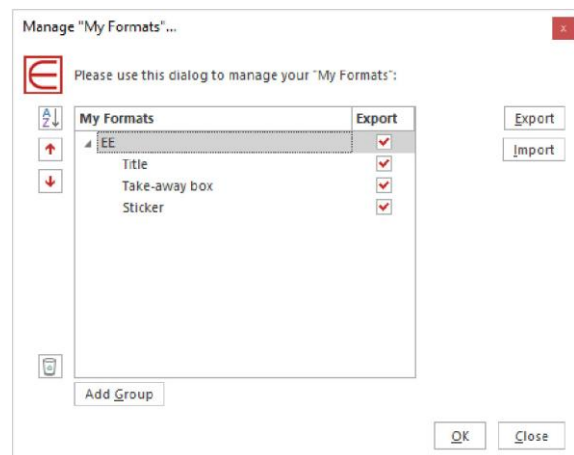 Manage "My Formats"...
x
Please use this dialog to manage your "My Formats":
A
Z
My Formats Export
EE
Title
Take-away box
Sticker
Export
Import
Add Group
OK Close